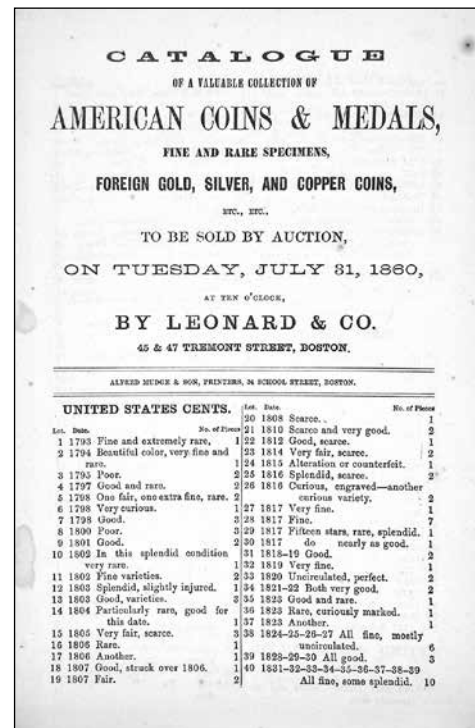 CATALOGUE
OF A VALUABLE COLLECTION OF
AMERICAN COINS & MEDALS,
FINE AND RARE SPECIMENS,
FOREIGN GOLD, SILVER, AND COPPER COINS,
ETC., ETC.,
TO BE SOLD BY AUCTION,
ON TUESDAY, JULY 31, 1860,
AT TEN O'CLOCK,
BY LEONARD & CO.
45 & 47 TREMONT STREET, BOSTON.
ALFRED MUDGE & SON, PRINTERS, 34 SCHOOL STREET, BOSTON.
UNITED STATES CENTS.
Lot. Date. No. of Pieces
1 1793 Fine and extremely rare, 1
2 1794 Beautiful color, very fine and
rare. 1
3 1795 Poor. 2
4 1797 Good and rare. 1
5 1798 One fair, one extra fine, rare. 2
6 1798 Very curious. 1
7 1798 Good. 3
8 1800 Poor. 3
9 1801 Good. 2
10 1802 In this splendid condition
very rare. 1
11 1802 Fine varieties. 2
12 1803 Splendid, slightly injured. 1
13 1803 Good, varieties. 3
14 1804 Particularly rare, good for
this date. 1
15 1805 Very fair, scarce. 3
16 1806 Rare. 1
17 1806 Another. 1
18 1807 Good, struck over 1806. 1
19 1807 Fair. 2
Lot. Date. No. of Pieces
20 1808 Scarce. 1
21 1810 Scarce and very good. 2
22 1812 Good, scarce. 1
23 1814 Very fair, scarce. 2
24 1815 Alteration or counterfeit. 1
25 1816 Splendid, scarce. 2
26 1816 Curious, engraved—another
curious variety. 2
27 1817 Very fine. 1
28 1817 Fine. 7
29 1817 Fifteen stars, rare, splendid. 1
30 1817 do nearly as good. 1
31 1818-19 Good. 2
32 1819 Very fine. 1
33 1820 Uncirculated, perfect. 2
34 1821-22 Both very good. 2
35 1823 Good and rare. 1
36 1823 Rare, curiously marked. 1
37 1823 Another. 1
38 1824-25-26-27 All fine, mostly
uncirculated. 6
39 1828-29-30 All good. 3
40 1831-32-33-34-35-36-37-38-39
All fine, some splendid. 10